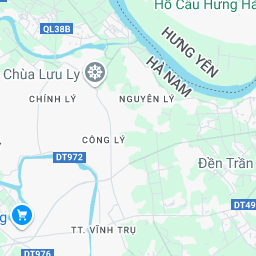 Hồ Cầu Hưng Hà
QL38B
HƯNG YÊN
HÀ NAM
Chùa Lưu Ly
CHÍNH LÝ
NGUYÊN LÝ
CÔNG LÝ
DT972
Đền Trần
DT49
TT. VĨNH TRỤ
DT976